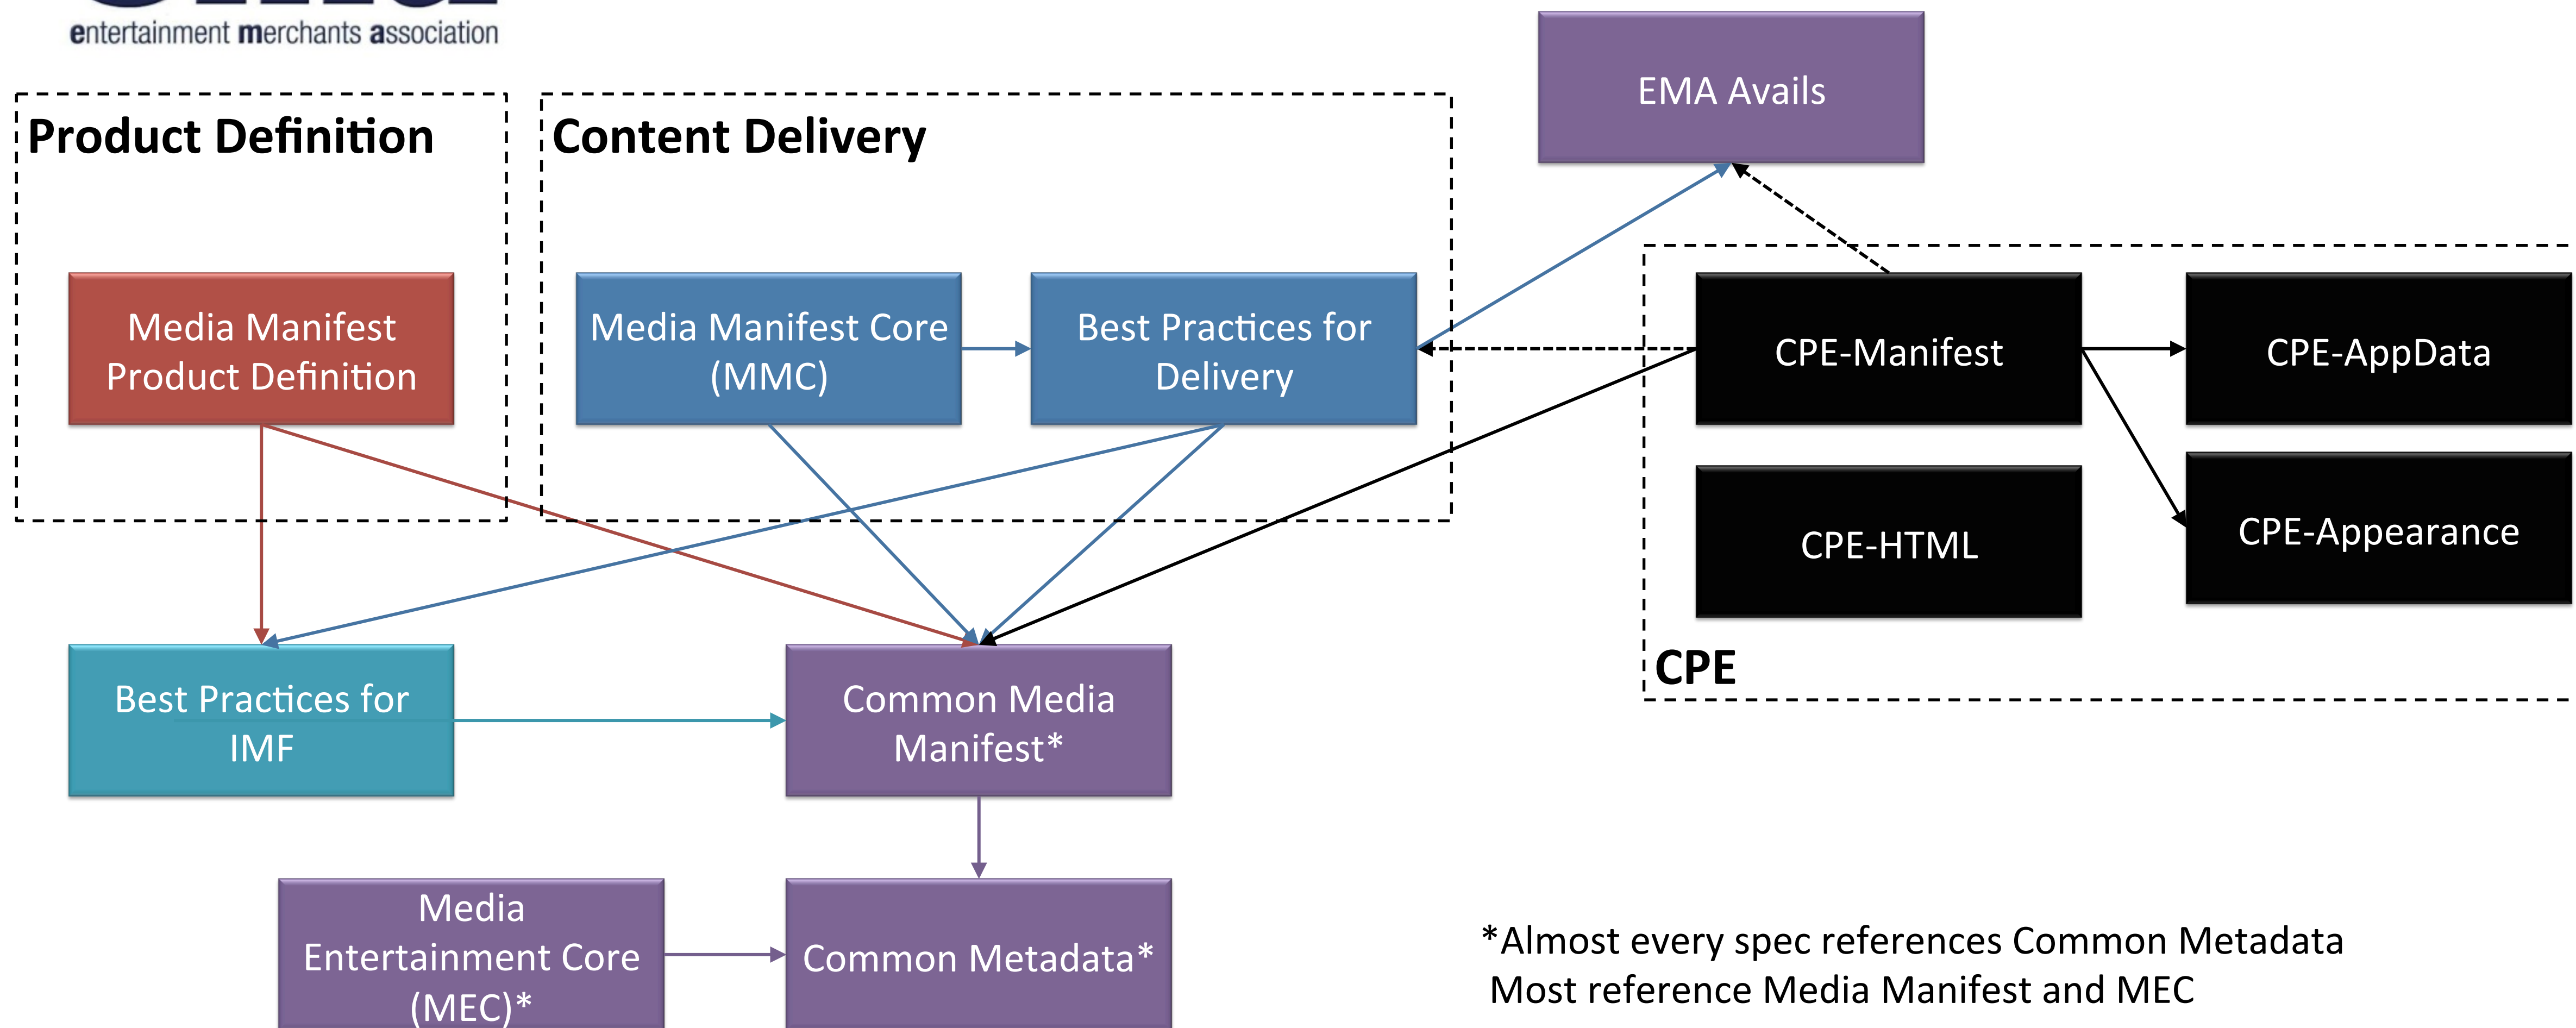 entertainment merchants association
EMA Avails
Product Definition
Content Delivery
Media Manifest
Product Definition
Media Manifest Core
(MMC)
Best Practices for
Delivery
CPE-Manifest
CPE-AppData
CPE-HTML
CPE-Appearance
CPE
Best Practices for
IMF
Common Media
Manifest*
Media
Entertainment Core
(MEC)*
Common Metadata*
*Almost every spec references Common Metadata
Most reference Media Manifest and MEC